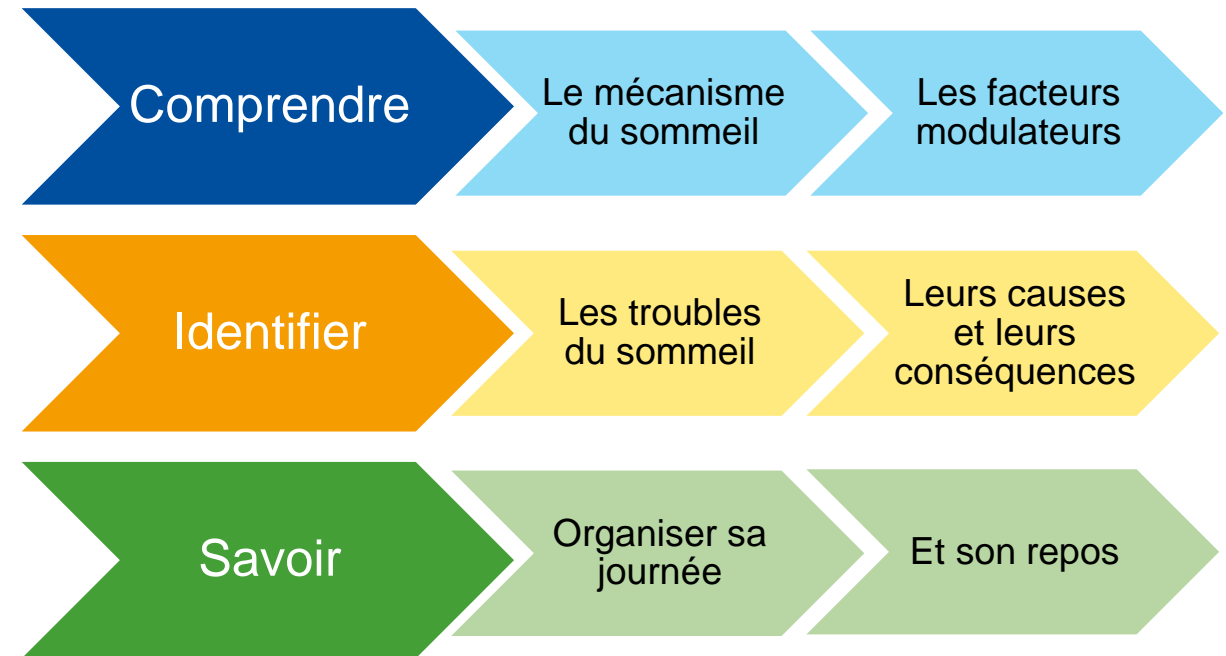 Comprendre
Le mécanisme
du sommeil
Les facteurs
modulateurs
Identifier
Les troubles
du sommeil
Leurs causes
et leurs
conséquences
Savoir
Organiser sa
journée
Et son repos